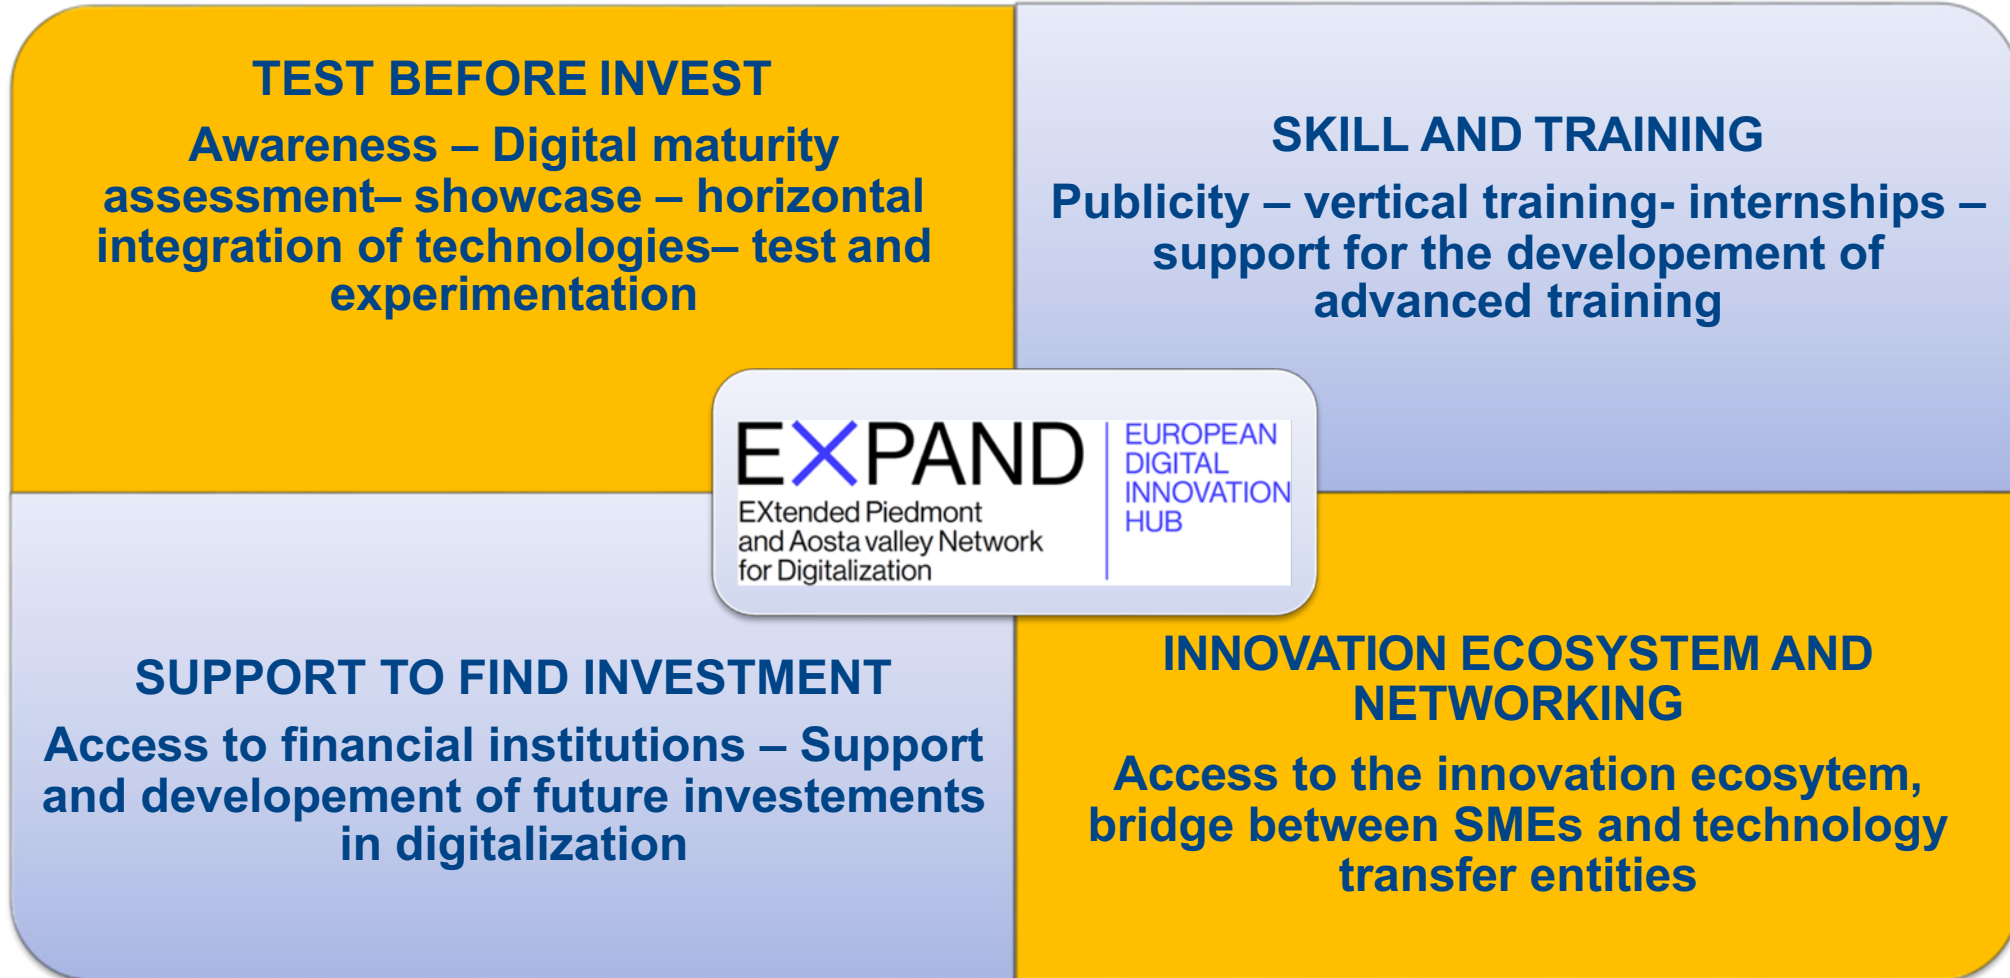 TEST BEFORE INVEST
Awareness – Digital maturity
assessment– showcase – horizontal
integration of technologies– test and
experimentation
SKILL AND TRAINING
Publicity – vertical training- internships –
support for the developement of
advanced training
EXPAND
EXtended Piedmont
and Aosta valley Network
for Digitalization
EUROPEAN
DIGITAL
INNOVATION
HUB
SUPPORT TO FIND INVESTMENT
Access to financial institutions – Support
and developement of future investements
in digitalization
INNOVATION ECOSYSTEM AND
NETWORKING
Access to the innovation ecosytem,
bridge between SMEs and technology
transfer entities